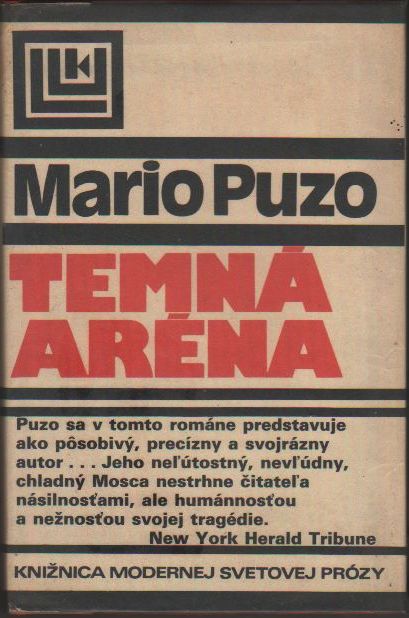 Mario Puzo
TEMNÁ
ARÉNA
Puzo sa v tomto románe predstavuje
ako pôsobivý, precízny a svojrázny
autor . . . Jeho neľútostný, nevľúdny,
chladný Mosca nestrhne čitateľa
násilnosťami, ale humánnosťou
a nežnosťou svojej tragédie.
New York Herald Tribune
KNIŽNICA MODERNEJ SVETOVEJ PRÓZY